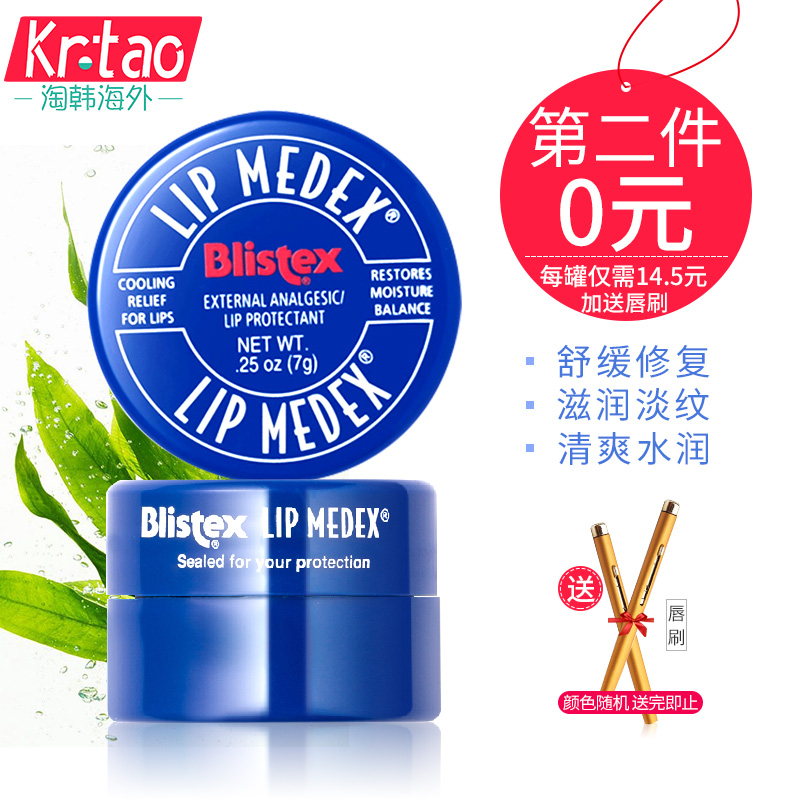 Kr·tao
淘韩海外
LIP MEDEX®
Blistex®
COOLING
RELIEF
FOR LIPS
EXTERNAL ANALGESIC/
LIP PROTECTANT
RESTORES
MOISTURE
BALANCE
NET WT.
.25 oz (7g)
LIP MEDEX®
Blistex LIP MEDEX®
Sealed for your protection
第二件
0元
每罐仅需14.5元
加送唇刷
舒缓修复
滋润淡纹
清爽水润
送
唇刷
颜色随机 送完即止